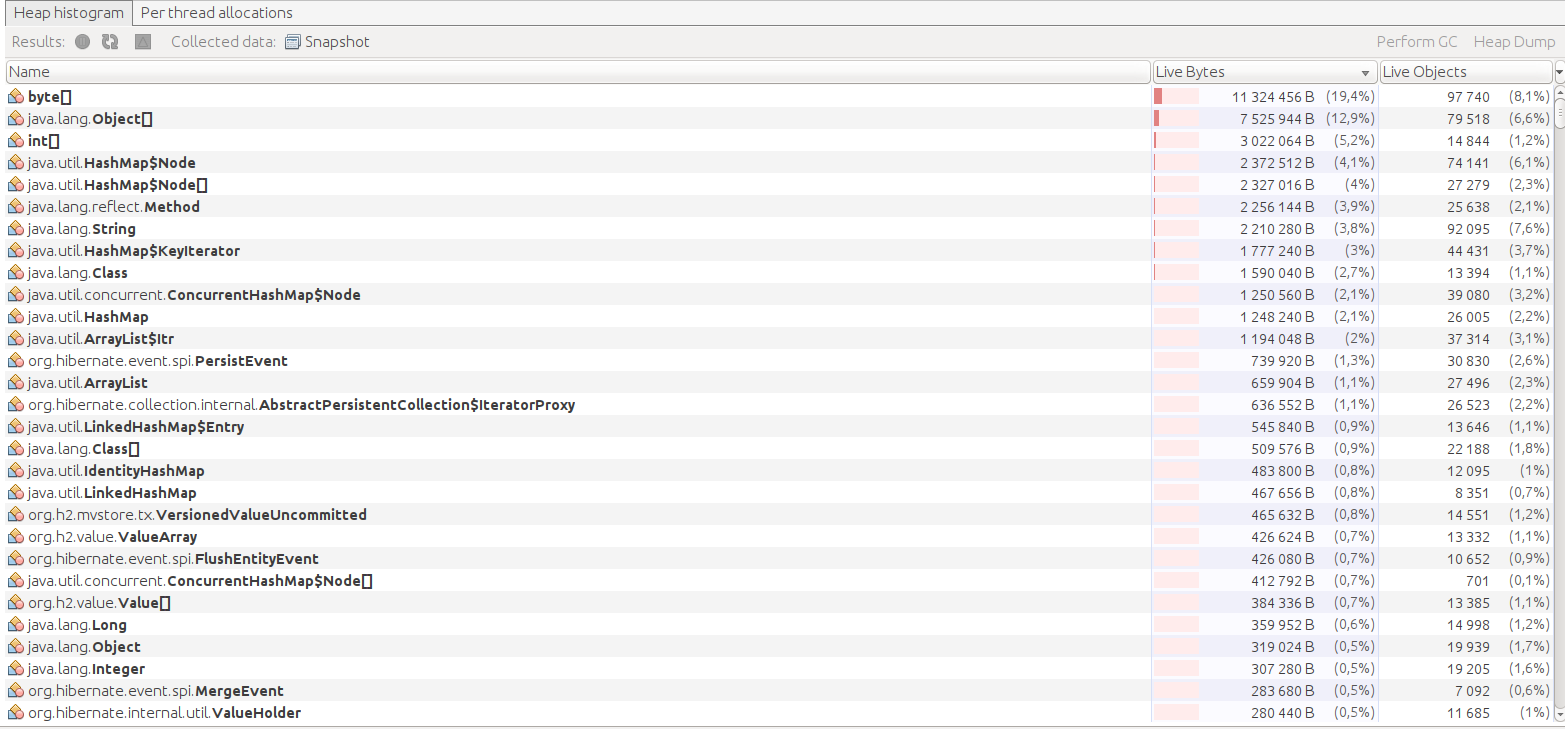 Heap histogram Per thread allocations
Results: Collected data: Snapshot Perform GC Heap Dump
Name Live Bytes Live Objects
byte[] 11 324 456 B (19,4%) 97 740 (8,1%)
java.lang.Object[] 7 525 944 B (12,9%) 79 518 (6,6%)
int[] 3 022 064 B (5,2%) 14 844 (1,2%)
java.util.HashMap$Node 2 372 512 B (4,1%) 74 141 (6,1%)
java.util.HashMap$Node[] 2 327 016 B (4%) 27 279 (2,3%)
java.lang.reflect.Method 2 256 144 B (3,9%) 25 638 (2,1%)
java.lang.String 2 210 280 B (3,8%) 92 095 (7,6%)
java.util.HashMap$KeyIterator 1 777 240 B (3%) 44 431 (3,7%)
java.lang.Class 1 590 040 B (2,7%) 13 394 (1,1%)
java.util.concurrent.ConcurrentHashMap$Node 1 250 560 B (2,1%) 39 080 (3,2%)
java.util.HashMap 1 248 240 B (2,1%) 26 005 (2,2%)
java.util.ArrayList$Itr 1 194 048 B (2%) 37 314 (3,1%)
org.hibernate.event.spi.PersistEvent 739 920 B (1,3%) 30 830 (2,6%)
java.util.ArrayList 659 904 B (1,1%) 27 496 (2,3%)
org.hibernate.collection.internal.AbstractPersistentCollection$IteratorProxy 636 552 B (1,1%) 26 523 (2,2%)
java.util.LinkedHashMap$Entry 545 840 B (0,9%) 13 646 (1,1%)
java.lang.Class[] 509 576 B (0,9%) 22 188 (1,8%)
java.util.IdentityHashMap 483 800 B (0,8%) 12 095 (1%)
java.util.LinkedHashMap 467 656 B (0,8%) 8 351 (0,7%)
org.h2.mvstore.tx.VersionedValueUncommitted 465 632 B (0,8%) 14 551 (1,2%)
org.h2.value.ValueArray 426 624 B (0,7%) 13 332 (1,1%)
org.hibernate.event.spi.FlushEntityEvent 426 080 B (0,7%) 10 652 (0,9%)
java.util.concurrent.ConcurrentHashMap$Node[] 412 792 B (0,7%) 701 (0,1%)
org.h2.value.Value[] 384 336 B (0,7%) 13 385 (1,1%)
java.lang.Long 359 952 B (0,6%) 14 998 (1,2%)
java.lang.Object 319 024 B (0,5%) 19 939 (1,7%)
java.lang.Integer 307 280 B (0,5%) 19 205 (1,6%)
org.hibernate.event.spi.MergeEvent 283 680 B (0,5%) 7 092 (0,6%)
org.hibernate.internal.util.ValueHolder 280 440 B (0,5%) 11 685 (1%)